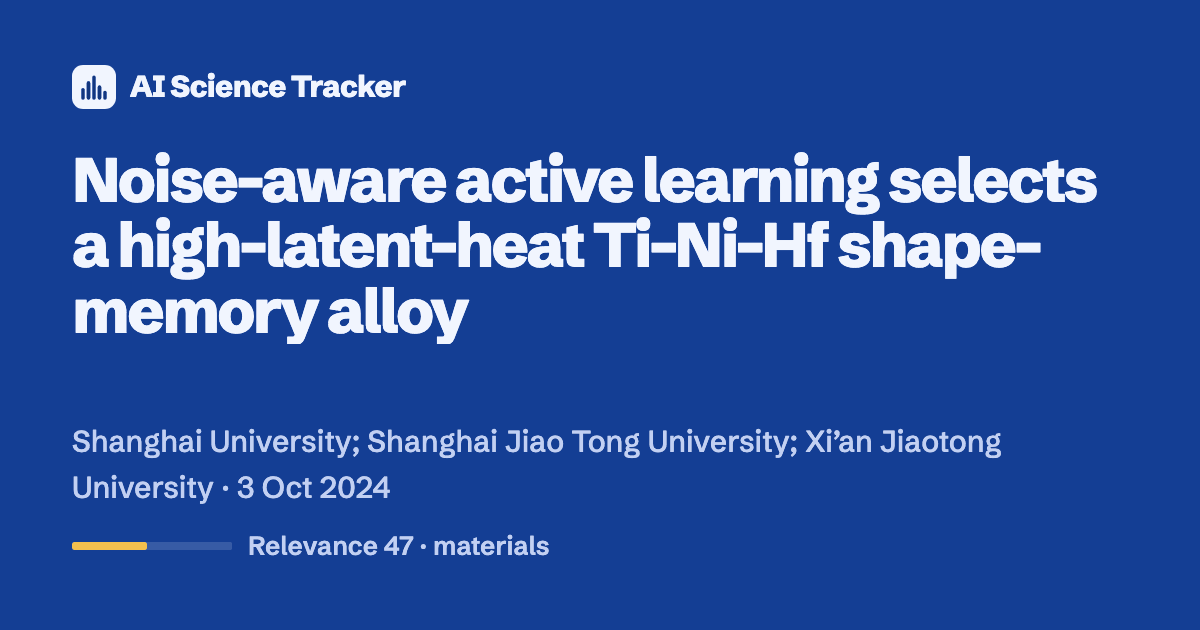 AI Science Tracker
Noise-aware active learning selects
a high-latent-heat Ti-Ni-Hf shape-
memory alloy
Shanghai University; Shanghai Jiao Tong University; Xi’an Jiaotong
University · 3 Oct 2024
Relevance 47 · materials